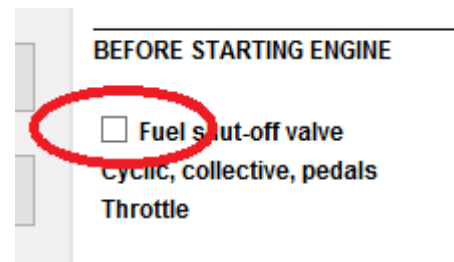 BEFORE STARTING ENGINE
Fuel shut-off valve
Cyclic, collective, pedals
Throttle